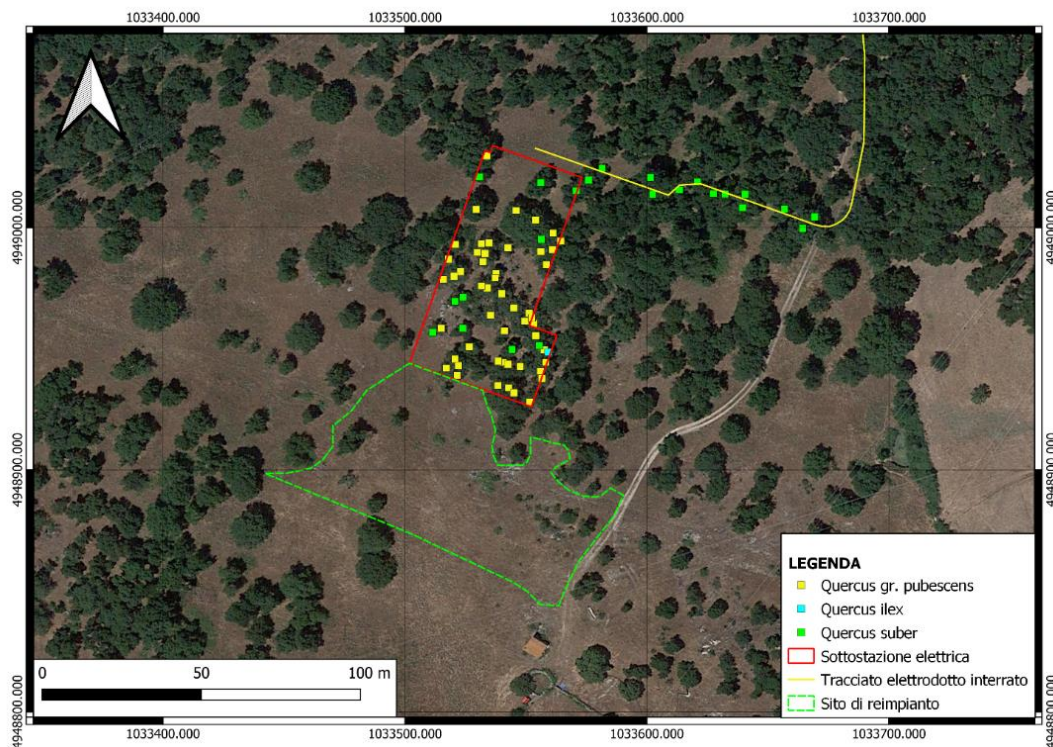 1033400.000 1033500.000 1033600.000 1033700.000
4949000.000 4949000.000
4948900.000 4948900.000
4948800.000 4948800.000
LEGENDA
Quercus gr. pubescens
Quercus ilex
Quercus suber
Sottostazione elettrica
Tracciato elettrodotto interrato
Sito di reimpianto
0 50 100 m
1033400.000 1033500.000 1033600.000 1033700.000